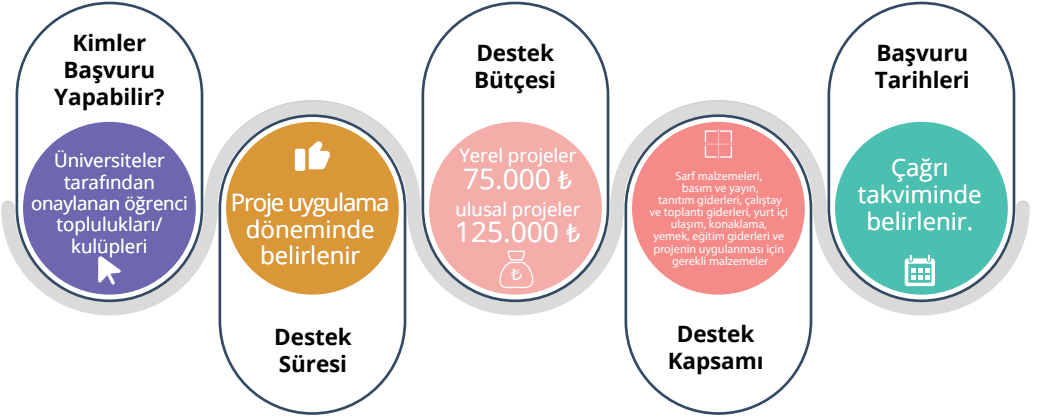 Kimler
Başvuru
Yapabilir?
Üniversiteler
tarafından
onaylanan öğrenci
toplulukları/
kulüpleri
Proje uygulama
döneminde
belirlenir
Destek
Süresi
Destek
Bütçesi
Yerel projeler
75.000 ₺
ulusal projeler
125.000 ₺
₺
Sarf malzemeleri,
basım ve yayın,
tanıtım giderleri, çalıştay
ve toplantı giderleri, yurt içi
ulaşım, konaklama,
yemek, eğitim giderleri ve
projenin uygulanması için
gerekli malzemeler
Destek
Kapsamı
Başvuru
Tarihleri
Çağrı
takviminde
belirlenir.